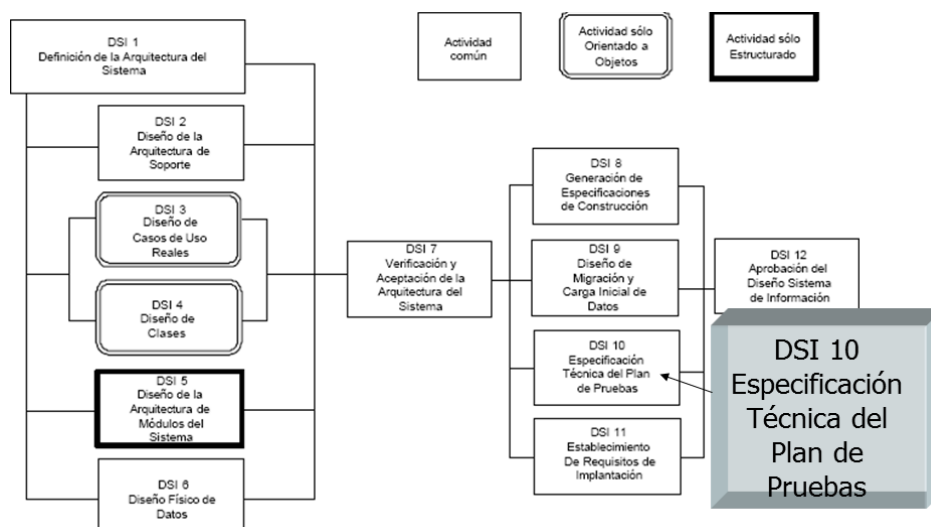 DSI 1
Definición de la Arquitectura del
Sistema
Actividad
común
Actividad sólo
Orientado a
Objetos
Actividad sólo
Estructurado
DSI 2
Diseño de la
Arquitectura de
Soporte
DSI 3
Diseño de
Casos de Uso
Reales
DSI 4
Diseño de
Clases
DSI 5
Diseño de la
Arquitectura de
Módulos del
Sistema
DSI 6
Diseño Físico de
Datos
DSI 7
Verificación y
Aceptación de la
Arquitectura del
Sistema
DSI 8
Generación de
Especificaciones
de Construcción
DSI 9
Diseño de
Migración y
Carga Inicial de
Datos
DSI 10
Especificación
Técnica del Plan
de Pruebas
DSI 11
Establecimiento
De Requisitos de
Implantación
DSI 12
Aprobación del
Diseño Sistema
de Información
DSI 10
Especificación
Técnica del
Plan de
Pruebas